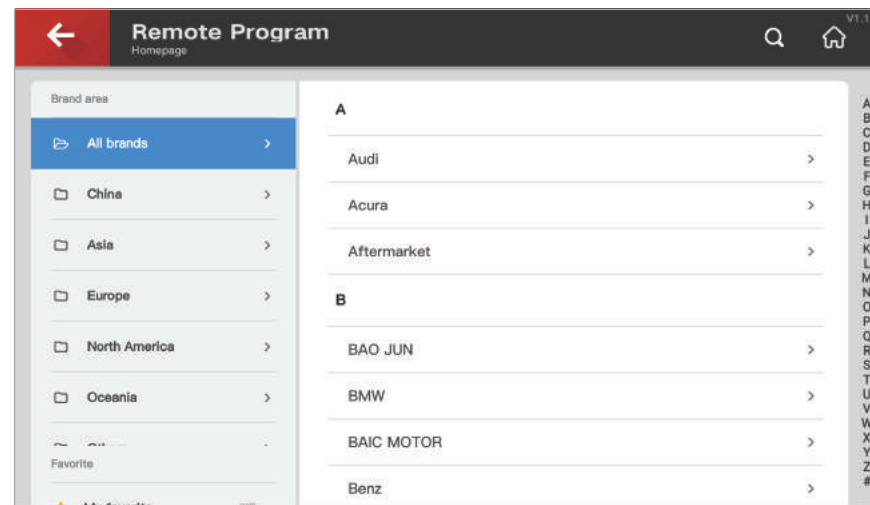 Remote Program
Homepage
V1.1
Brand area
All brands
China
Asia
Europe
North America
Oceania
Favorite
A
Audi
Acura
Aftermarket
B
BAO JUN
BMW
BAIC MOTOR
Benz
A
B
C
D
E
F
G
H
I
J
K
L
M
N
O
P
Q
R
S
T
U
V
W
X
Y
Z
#